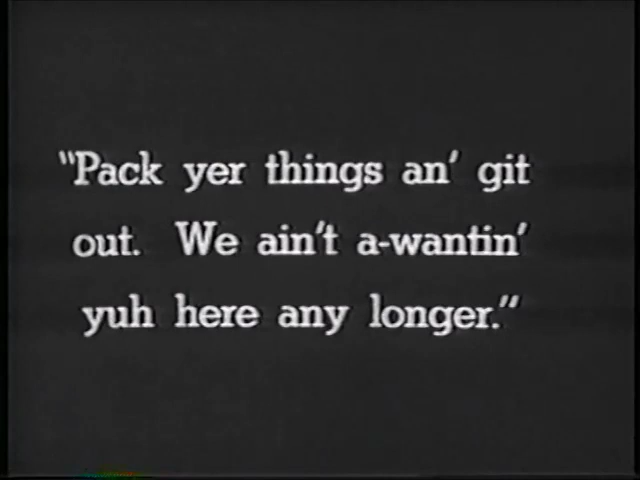 "Pack yer things an' git
out. We ain't a-wantin'
yuh here any longer."